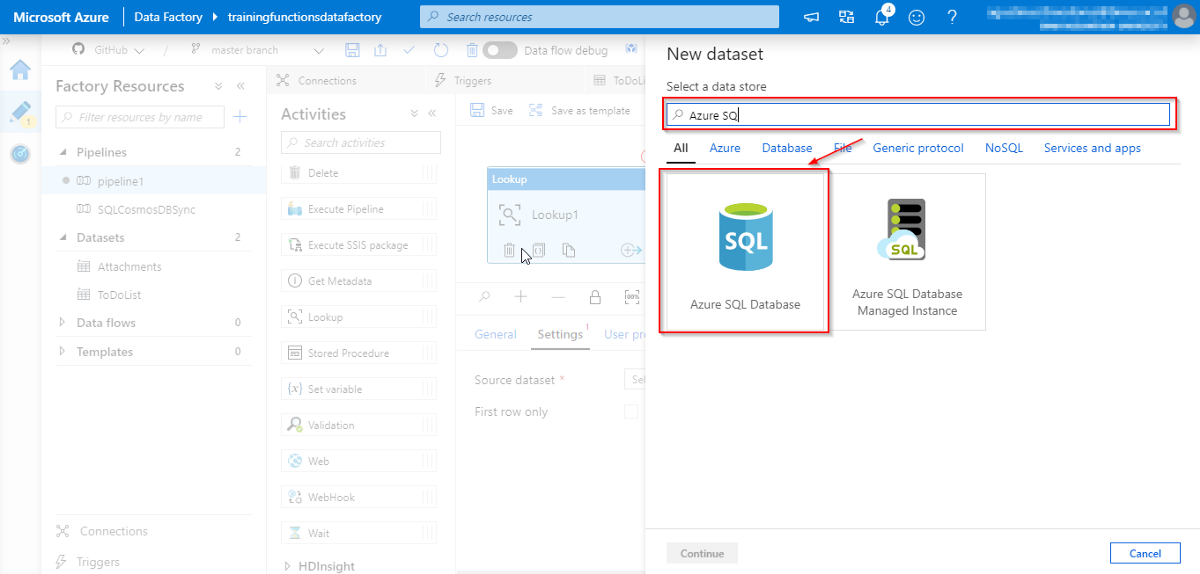 Microsoft Azure
Data Factory
trainingfunctionsdatafactory
Search resources
4
?
GitHub
master branch
Data flow debug
Factory Resources
Filter resources by name
1
Pipelines 2
pipeline1
SQLCosmosDBSync
Datasets 2
Attachments
ToDoList
Data flows 0
Templates 0
Connections
Triggers
Connections
Triggers
ToDoLi
Activities
Search activities
Delete
Execute Pipeline
Execute SSIS package
Get Metadata
Lookup
Stored Procedure
Set variable
Validation
Web
WebHook
Wait
HDInsight
Save
Save as template
Lookup
Lookup1
100%
General
Settings 1
User pr
Source dataset *
Sel
First row only
New dataset
Select a data store
Azure SQ
All
Azure
Database
File
Generic protocol
NoSQL
Services and apps
SQL
Azure SQL Database
SQL
Azure SQL Database
Managed Instance
Continue
Cancel